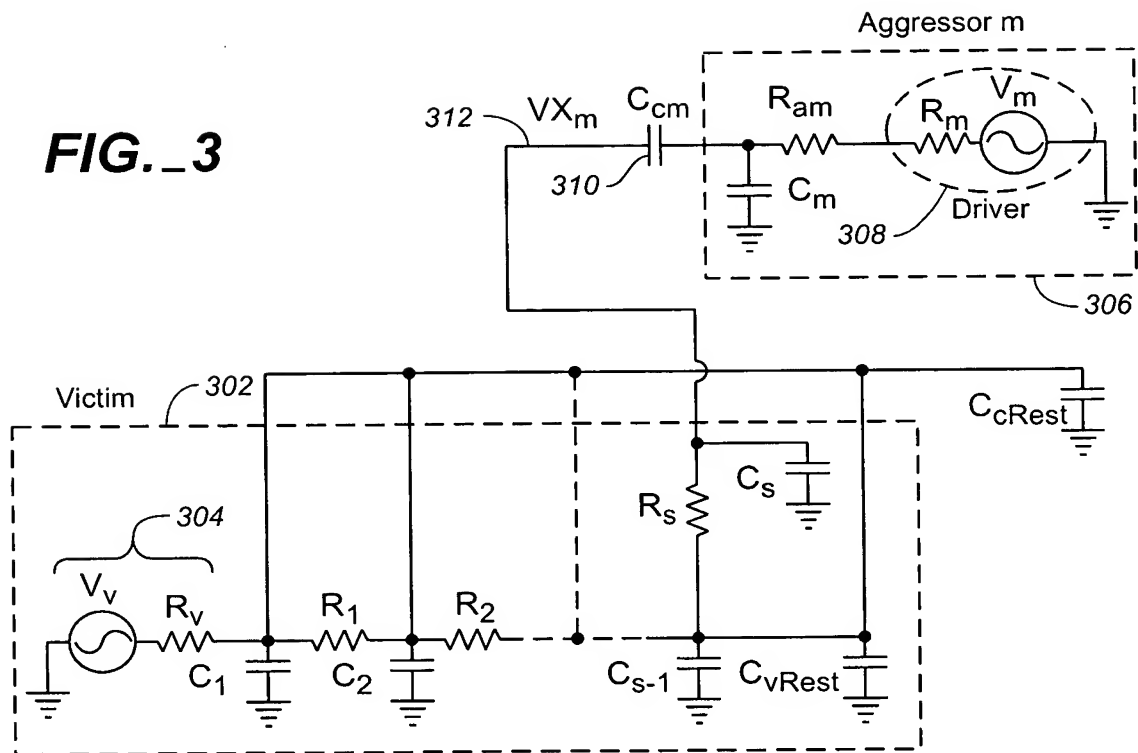 Aggressor m
FIG._3
312
VXm
Ccm
310
Ram
Rm
Vm
Cm
308
Driver
306
Victim
302
CcRest
Cs
Rs
304
Vv
Rv
R1
R2
C1
C2
Cs-1
CvRest